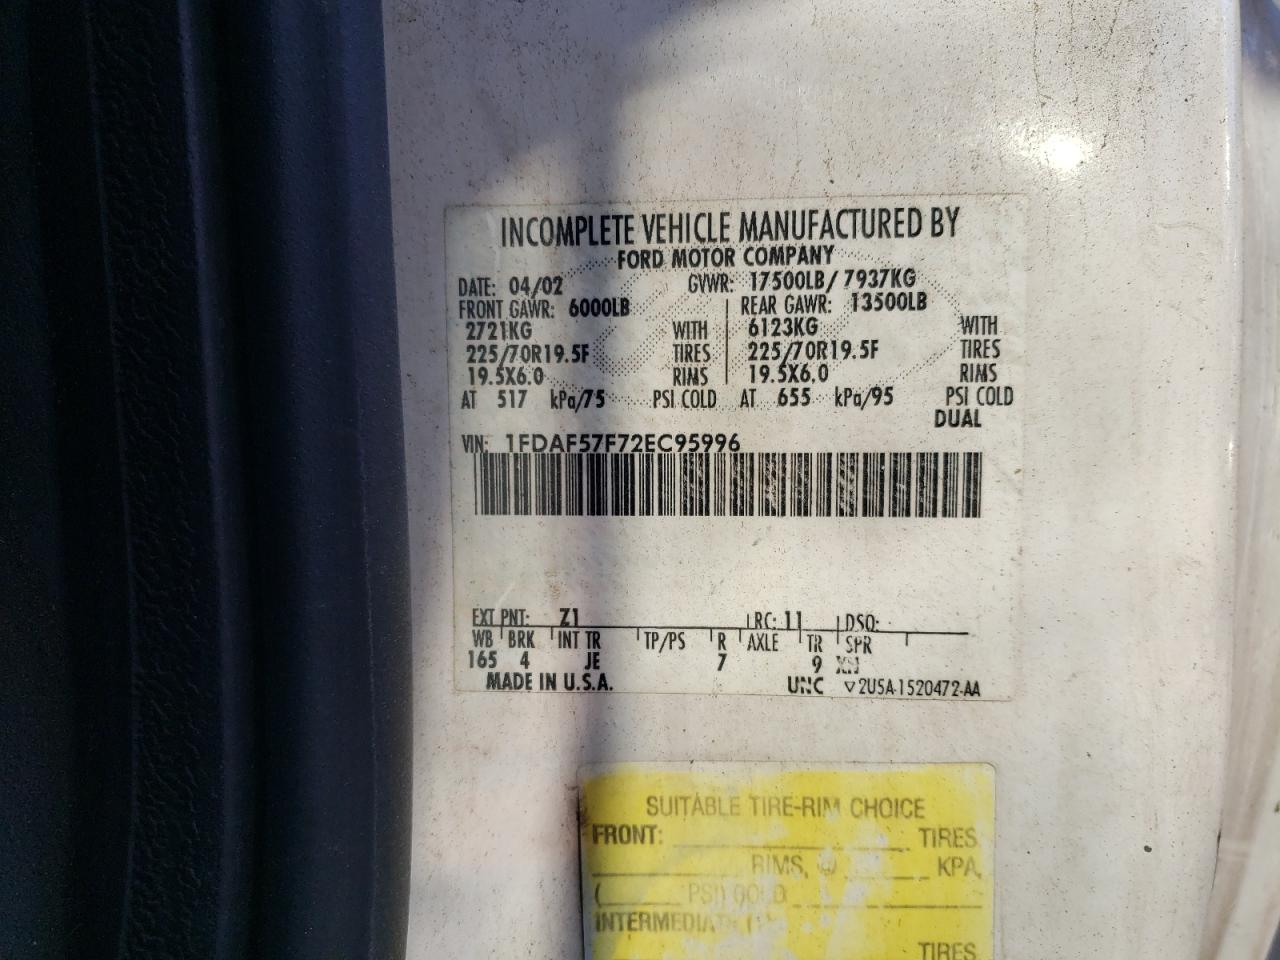 INCOMPLETE VEHICLE MANUFACTURED BY
FORD MOTOR COMPANY
DATE: 04/02 GVWR: 17500LB/ 7937KG
FRONT GAWR: 6000LB REAR GAWR: 13500LB
2721KG WITH 6123KG WITH
225/70R19.5F TIRES 225/70R19.5F TIRES
19.5X6.0 RIMS 19.5X6.0 RIMS
AT 517 kPa/75 PSI COLD AT 655 kPa/95 PSI COLD
DUAL
VIN: 1FDAF57F72EC95996
EXT PNT: Z1 RC: 11 DSO:
WB BRK INT TR TP/PS R AXLE TR SPR
165 4 JE 7 9
MADE IN U.S.A. UNC ▽2U5A-1520472-AA
SUITABLE TIRE-RIM CHOICE
FRONT: TIRES
RIMS, @ KPA,
( PSI) COLD
INTERMEDIATE (1
TIRES